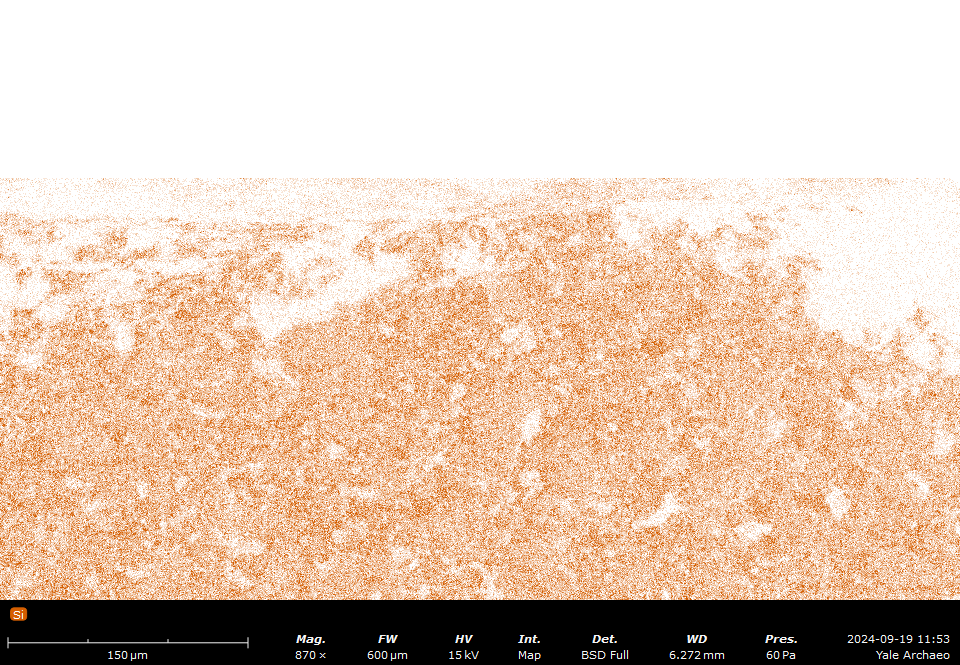 Si
Mag. FW HV Int. Det. WD Pres. 2024-09-19 11:53
150 µm 870 × 600 µm 15 kV Map BSD Full 6.272 mm 60 Pa Yale Archaeo